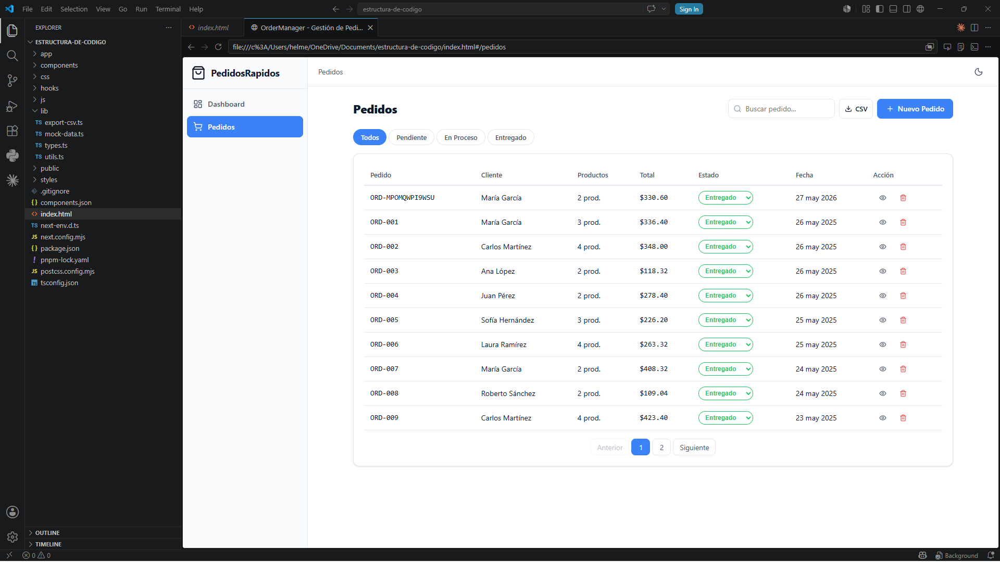 File Edit Selection View Go Run Terminal Help
estructura-de-codigo
Sign In
EXPLORER
index.html
OrderManager - Gestión de Pedi...
ESTRUCTURA-DE-CODIGO
app
components
css
hooks
js
lib
TS export-csv.ts
TS mock-data.ts
TS types.ts
TS utils.ts
public
styles
.gitignore
{} components.json
<> index.html
TS next-env.d.ts
JS next.config.mjs
{} package.json
! pnpm-lock.yaml
JS postcss.config.mjs
TS tsconfig.json
OUTLINE
TIMELINE
file:///c%3A/Users/helme/OneDrive/Documents/estructura-de-codigo/index.html#/pedidos
PedidosRapidos
Dashboard
Pedidos
Pedidos
Pedidos
Buscar pedido...
CSV
+ Nuevo Pedido
Todos Pendiente En Proceso Entregado
Pedido Cliente Productos Total Estado Fecha Acción
ORD-MPOMQWPI9WSU María García 2 prod. $330.60 Entregado 27 may 2026
ORD-001 María García 3 prod. $336.40 Entregado 26 may 2025
ORD-002 Carlos Martínez 4 prod. $348.00 Entregado 26 may 2025
ORD-003 Ana López 2 prod. $118.32 Entregado 26 may 2025
ORD-004 Juan Pérez 2 prod. $278.40 Entregado 26 may 2025
ORD-005 Sofía Hernández 3 prod. $226.20 Entregado 25 may 2025
ORD-006 Laura Ramírez 4 prod. $263.32 Entregado 25 may 2025
ORD-007 María García 2 prod. $408.32 Entregado 24 may 2025
ORD-008 Roberto Sánchez 2 prod. $109.04 Entregado 24 may 2025
ORD-009 Carlos Martínez 4 prod. $423.40 Entregado 23 may 2025
Anterior 1 2 Siguiente
0 0
Background